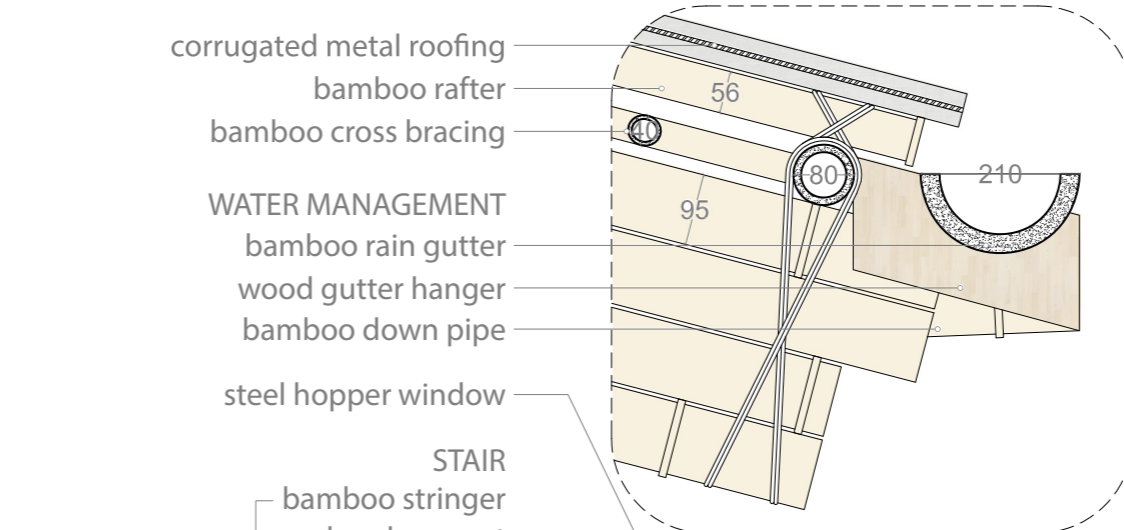 corrugated metal roofing
bamboo rafter
bamboo cross bracing
WATER MANAGEMENT
bamboo rain gutter
wood gutter hanger
bamboo down pipe
steel hopper window
STAIR
bamboo stringer
56
40
80
210
95